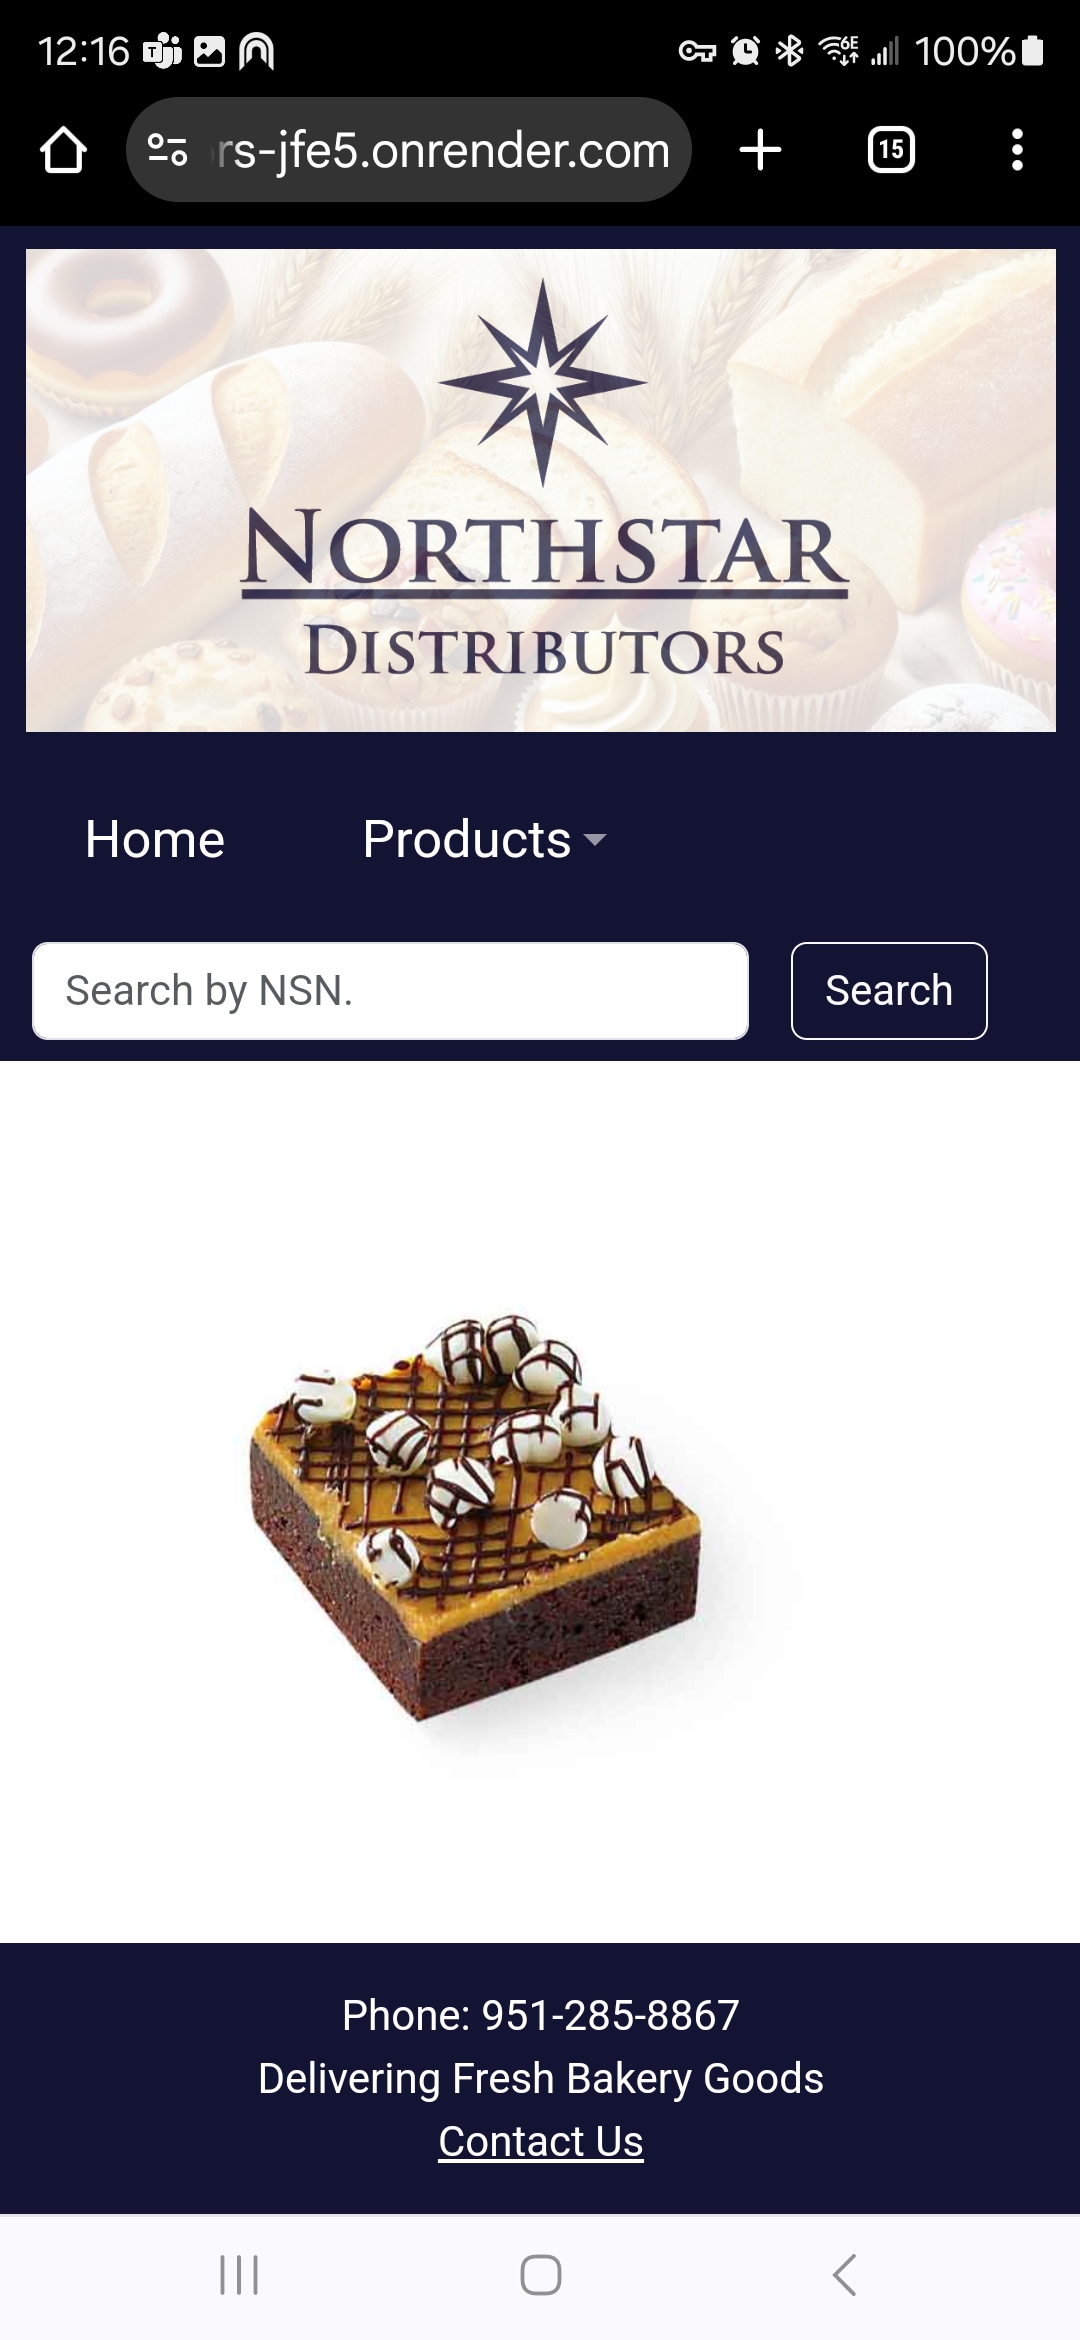 12:16
6E
100%
rs-jfe5.onrender.com
15
NORTHSTAR
DISTRIBUTORS
Home
Products
Search by NSN.
Search
Phone: 951-285-8867
Delivering Fresh Bakery Goods
Contact Us